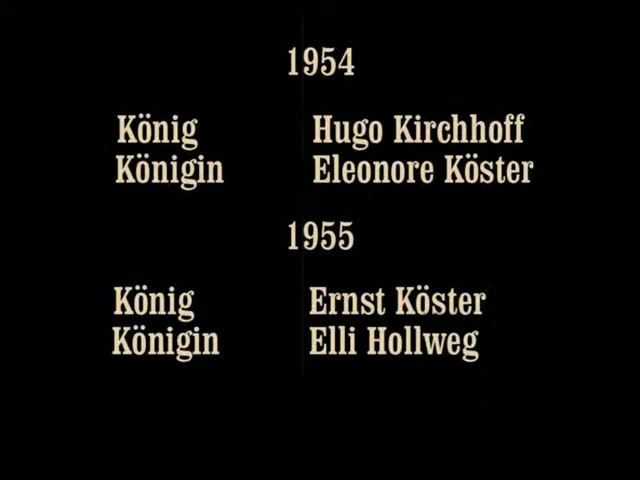 1954
König Hugo Kirchhoff
Königin Eleonore Köster
1955
König Ernst Köster
Königin Elli Hollweg